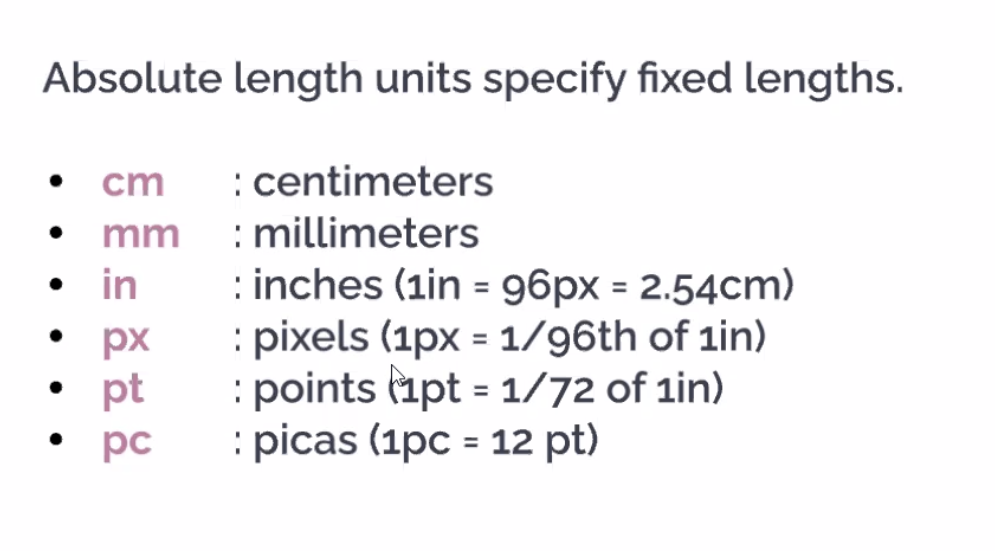 Absolute length units specify fixed lengths.
• cm : centimeters
• mm : millimeters
• in : inches (1in = 96px = 2.54cm)
• px : pixels (1px = 1/96th of 1in)
• pt : points (1pt = 1/72 of 1in)
• pc : picas (1pc = 12 pt)